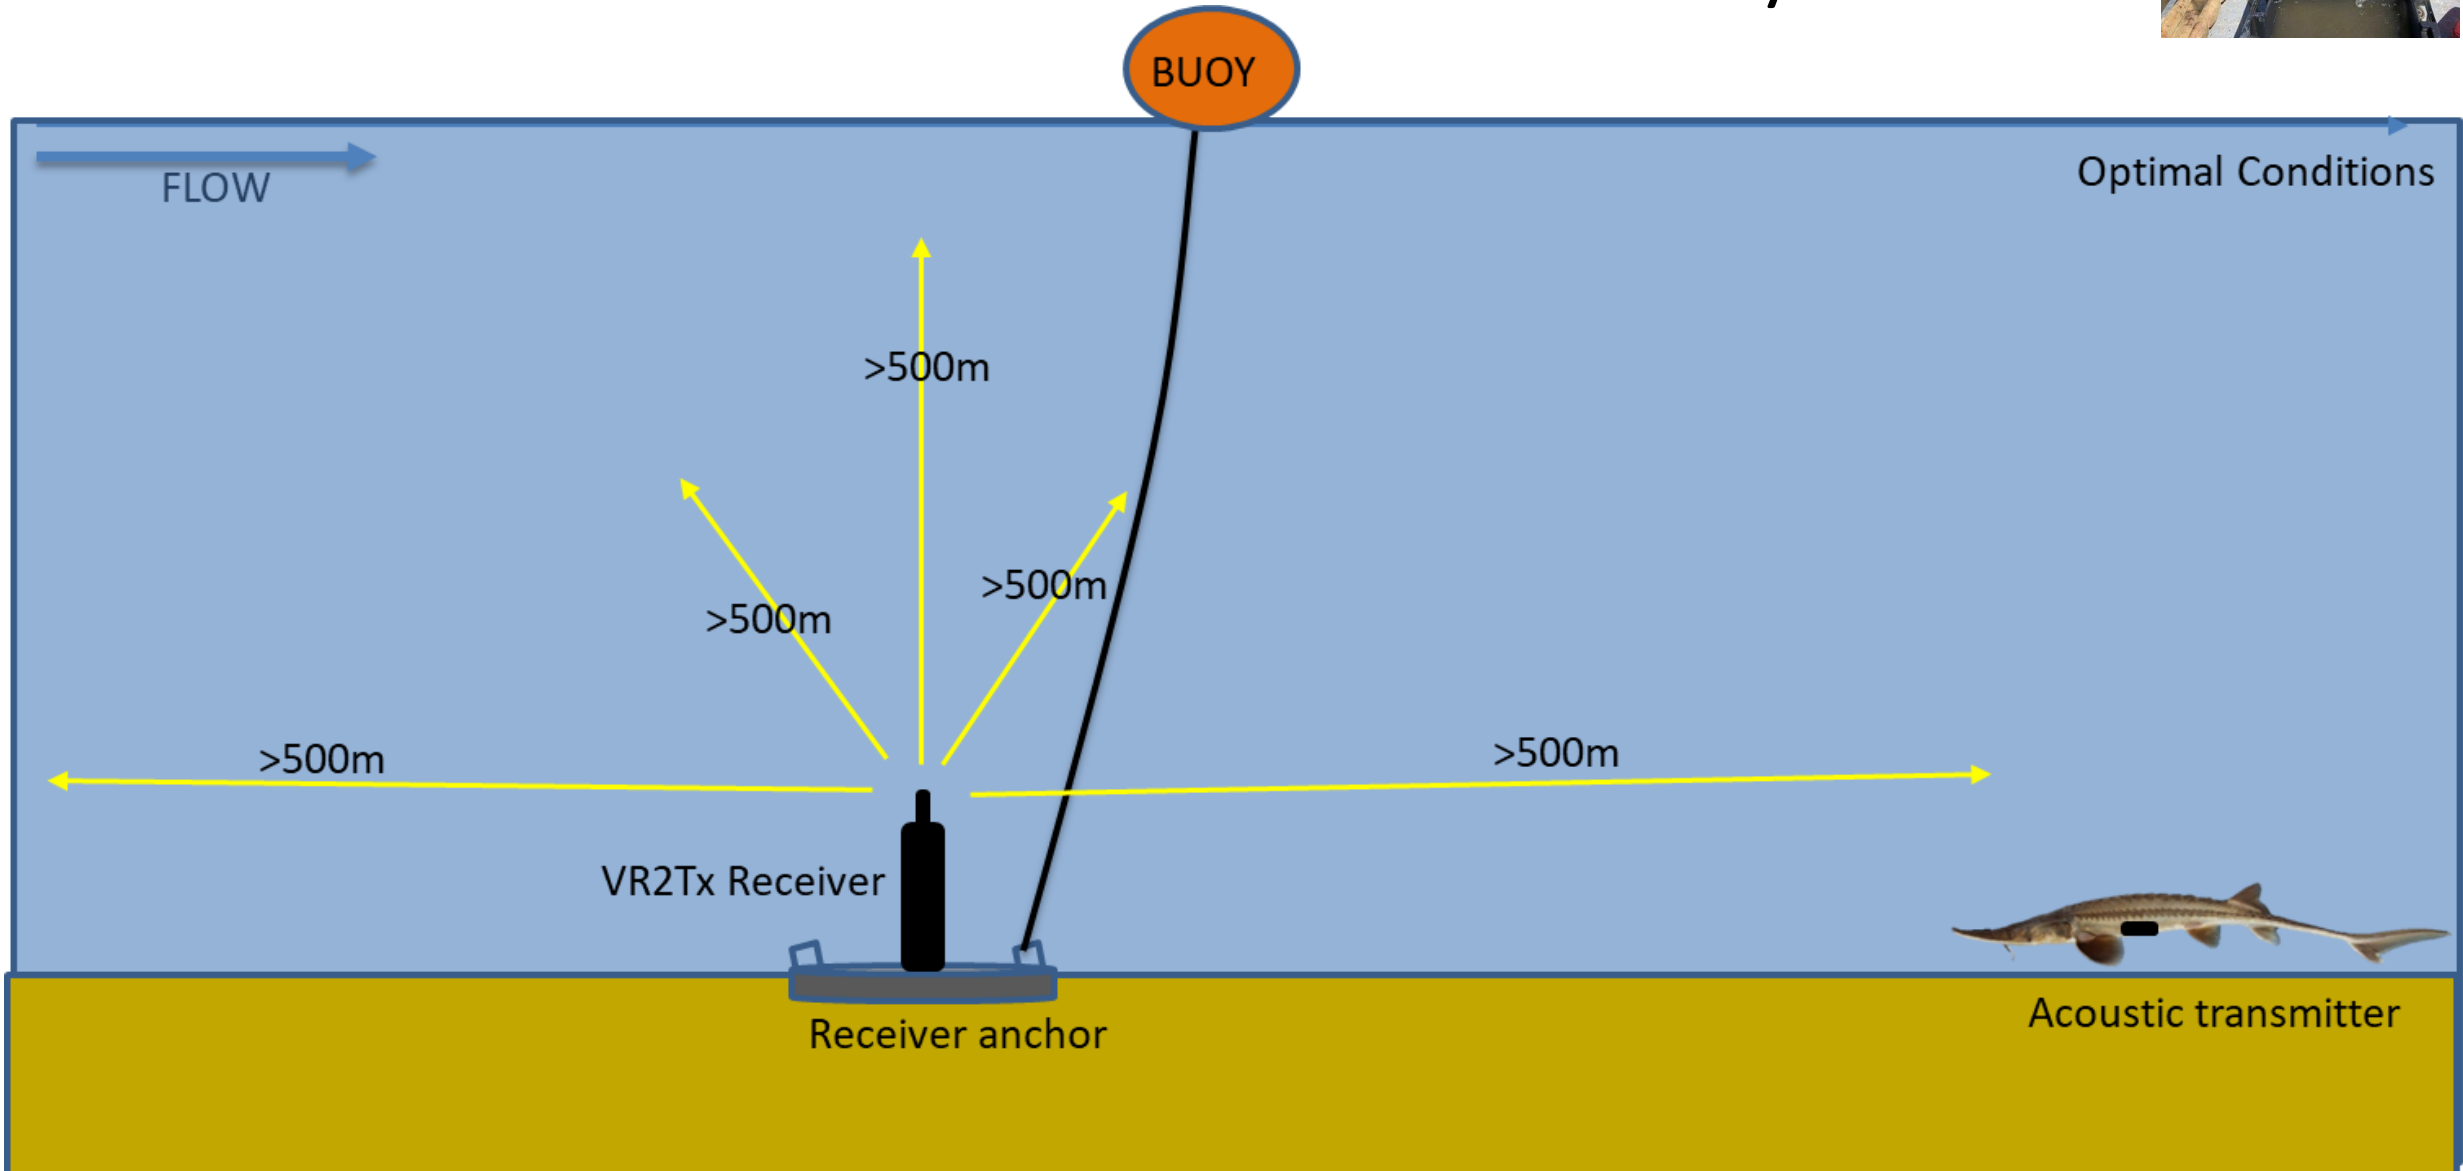 BUOY
FLOW
Optimal Conditions
>500m
>500m
>500m
>500m
>500m
VR2Tx Receiver
Receiver anchor
Acoustic transmitter